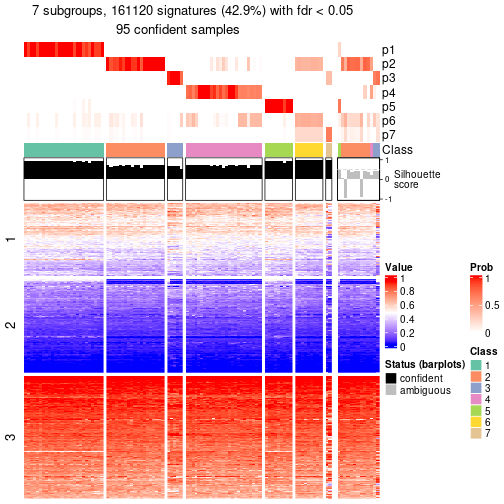 7 subgroups, 161120 signatures (42.9%) with fdr < 0.05
95 confident samples
p1
p2
p3
p4
p5
p6
p7
Class
1
0
-1
Silhouette
score
1
2
3
Value
1
0.8
0.6
0.4
0.2
0
Prob
1
0.5
0
Status (barplots)
confident
ambiguous
Class
1
2
3
4
5
6
7